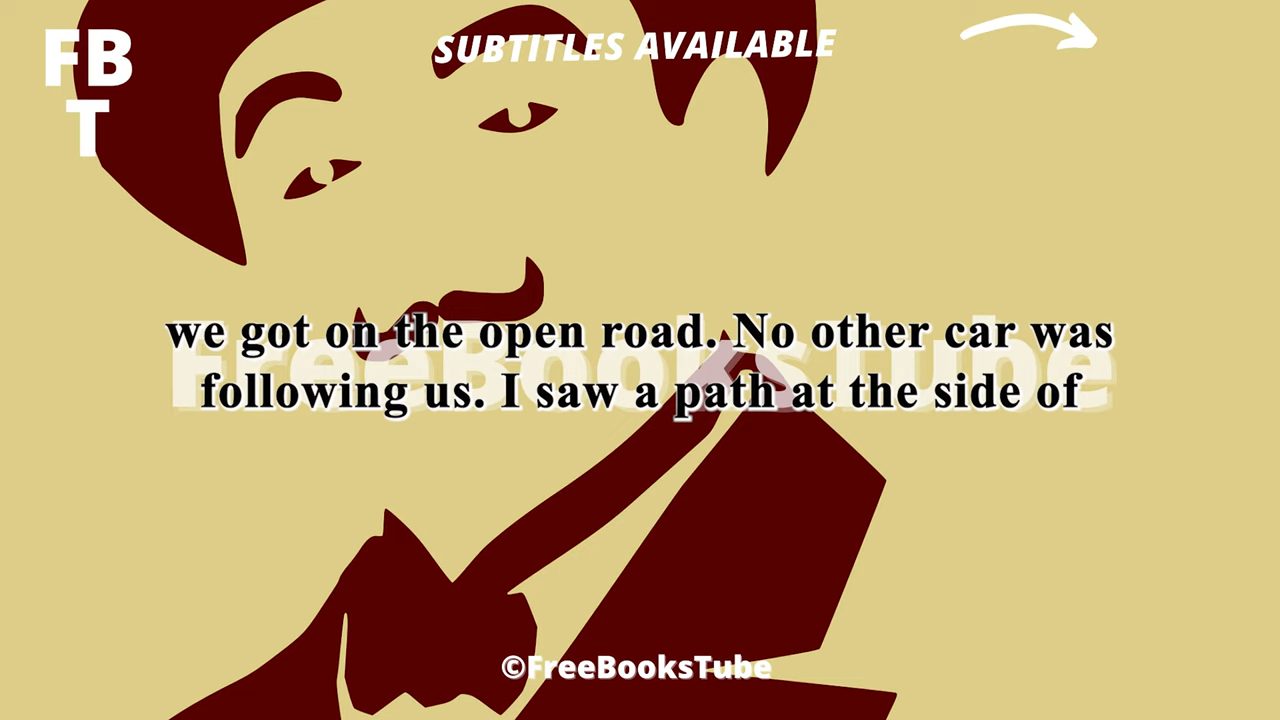 FB
T
SUBTITLES AVAILABLE
we got on the open road. No other car was
following us. I saw a path at the side of
FreeBooksTube
©FreeBooksTube